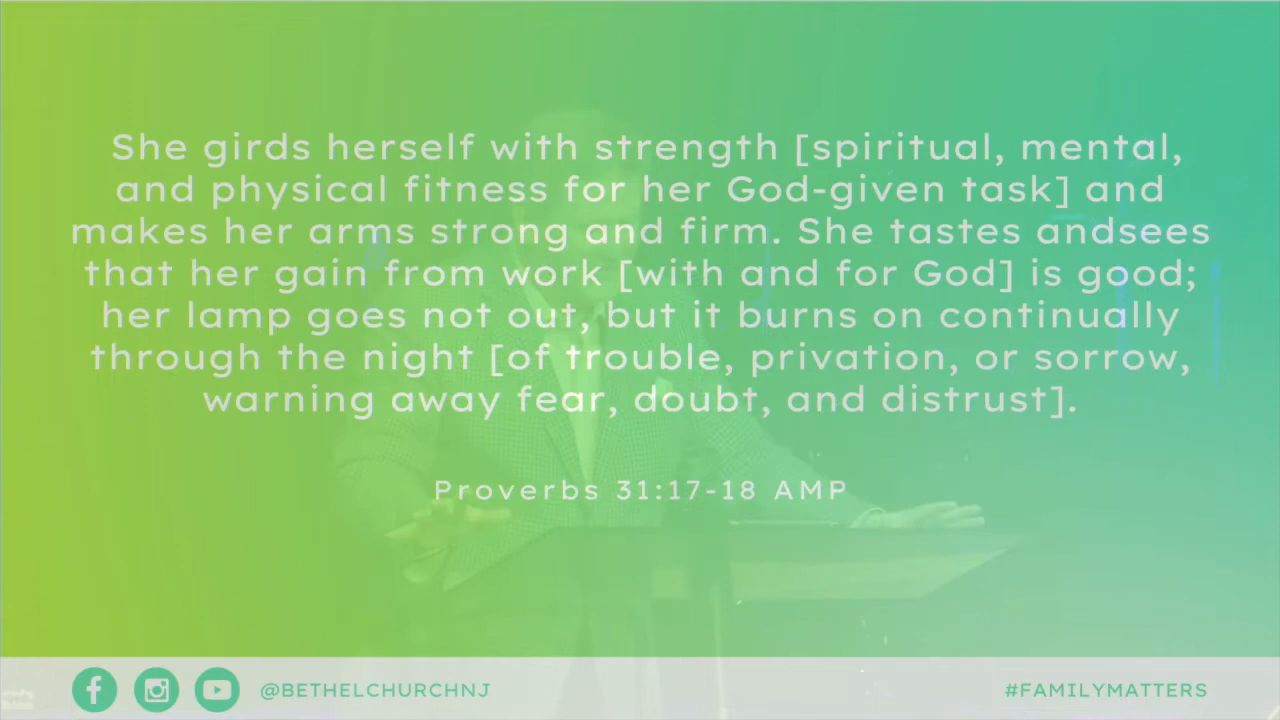 She girds herself with strength [spiritual, mental,
and physical fitness for her God-given task] and
makes her arms strong and firm. She tastes andsees
that her gain from work [with and for God] is good;
her lamp goes not out, but it burns on continually
through the night [of trouble, privation, or sorrow,
warning away fear, doubt, and distrust].
Proverbs 31:17-18 AMP
@BETHELCHURCHNJ
#FAMILYMATTERS